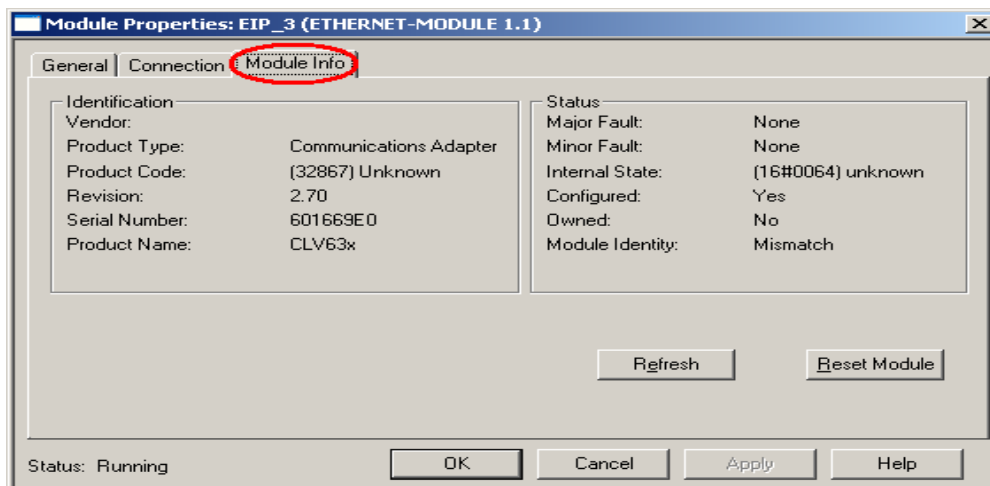 Module Properties: EIP_3 (ETHERNET-MODULE 1.1)
General Connection Module Info
Identification
Vendor:
Product Type: Communications Adapter
Product Code: (32867) Unknown
Revision: 2.70
Serial Number: 601669E0
Product Name: CLV63x
Status
Major Fault: None
Minor Fault: None
Internal State: (16#0064) unknown
Configured: Yes
Owned: No
Module Identity: Mismatch
Refresh Reset Module
Status: Running OK Cancel Apply Help